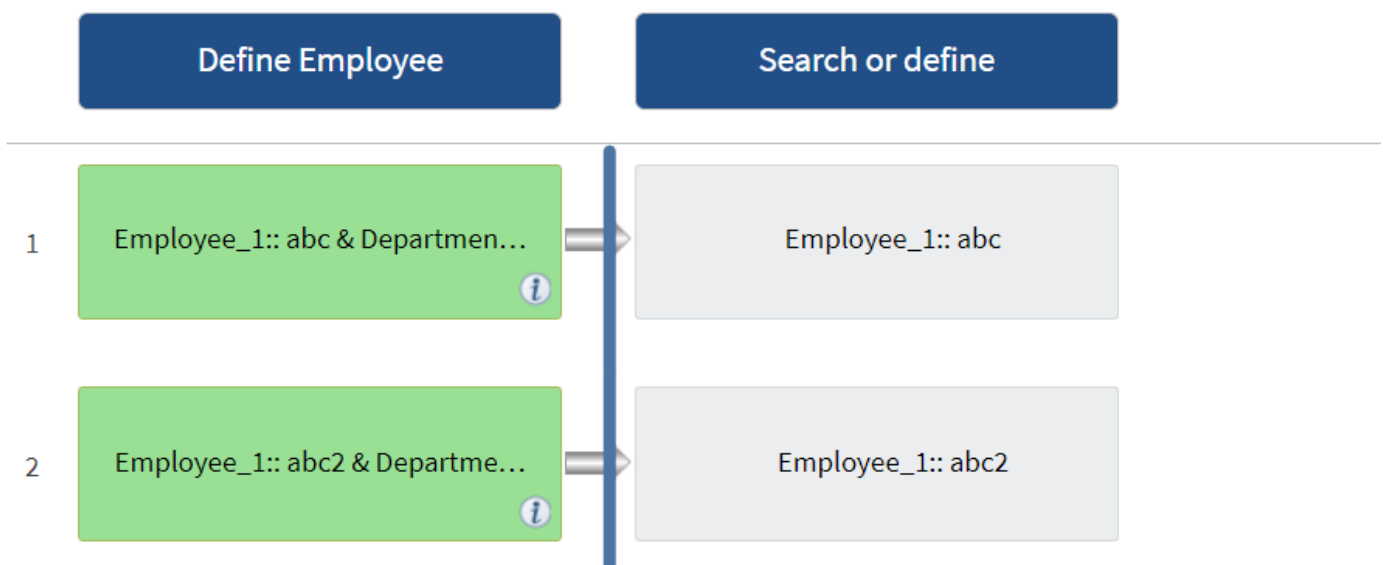 Define Employee
Search or define
1
Employee_1:: abc & Departmen...
Employee_1:: abc
i
2
Employee_1:: abc2 & Departme...
Employee_1:: abc2
i